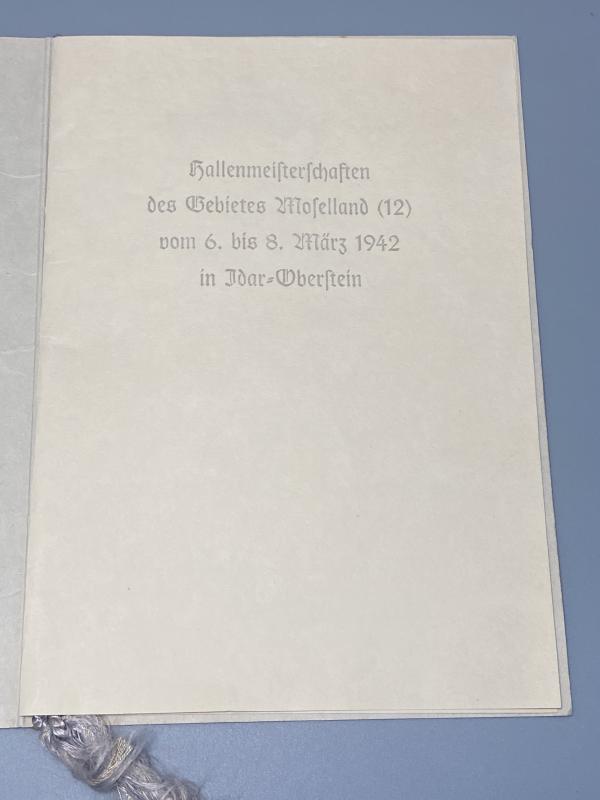 Hallenmeisterschaften
des Gebietes Moselland (12)
vom 6. bis 8. März 1942
in Idar-Oberstein